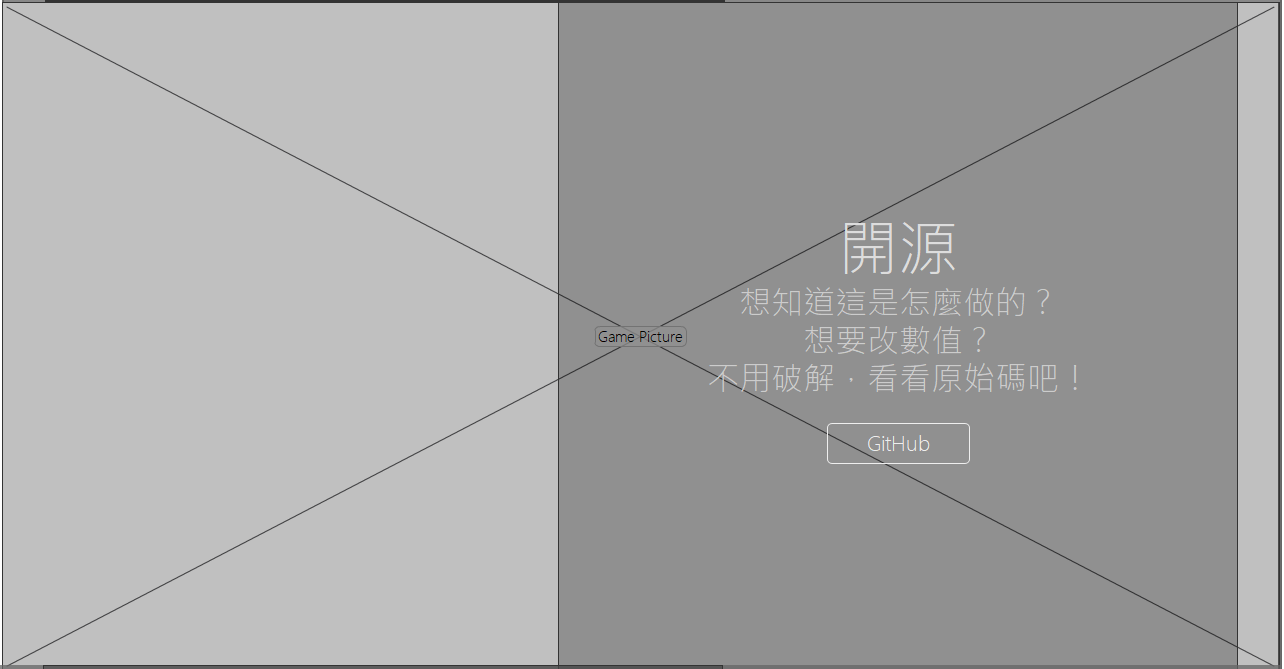 開源
想知道這是怎麼做的？
想要改數值？
不用破解，看看原始碼吧！
Game Picture
GitHub